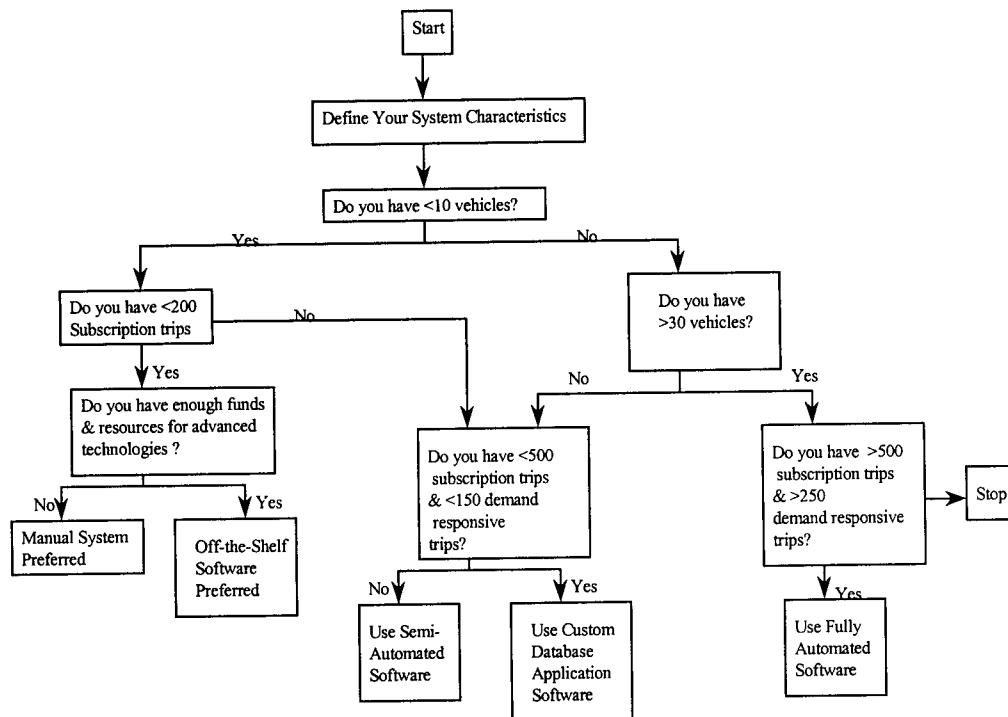 Start
Define Your System Characteristics
Do you have <10 vehicles?
Yes
No
Do you have <200
Subscription trips
No
Do you have
>30 vehicles?
Yes
No
Yes
Do you have enough funds
& resources for advanced
technologies ?
Do you have <500
subscription trips
& <150 demand
responsive
trips?
Do you have >500
subscription trips
& >250
demand responsive
trips?
Stop
No
Yes
Manual System
Preferred
Off-the-Shelf
Software
Preferred
No
Yes
Yes
Use Semi-
Automated
Software
Use Custom
Database
Application
Software
Use Fully
Automated
Software